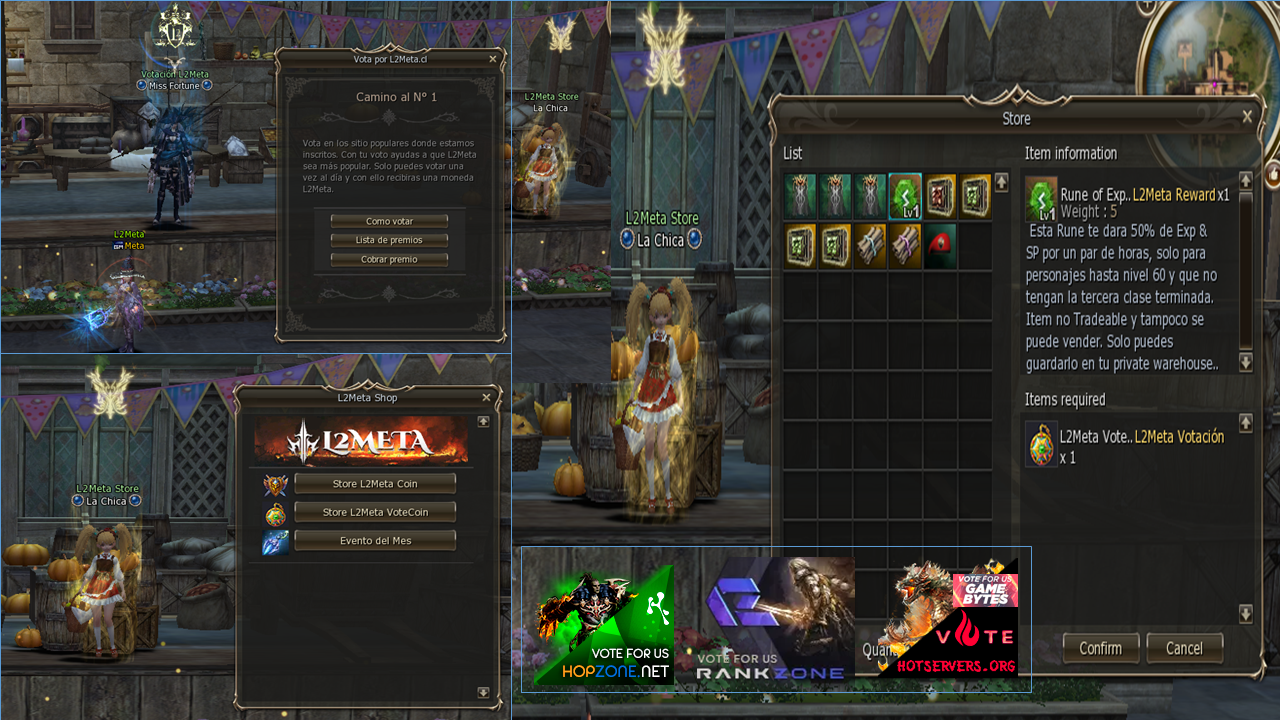 Votación L2Meta
Miss Fortune
L2Meta
GM Meta
Vota por L2Meta.cl
Camino al Nº 1
Vota en los sitio populares donde estamos
inscritos. Con tu voto ayudas a que L2Meta
sea más popular. Solo puedes votar una
vez al día y con ello recibiras una moneda
L2Meta.
Como votar
Lista de premios
Cobrar premio
L2Meta Store
La Chica
L2Meta Store
La Chica
L2Meta Shop
L2META
Store L2Meta Coin
Store L2Meta VoteCoin
Evento del Mes
L2Meta Store
La Chica
Store
List
Lv1
Item information
Lv1
Rune of Exp.. L2Meta Reward x1
Weight : 5
Esta Rune te dara 50% de Exp &
SP por un par de horas, solo para
personajes hasta nivel 60 y que no
tengan la tercera clase terminada.
Item no Tradeable y tampoco se
puede vender. Solo puedes
guardarlo en tu private warehouse..
Items required
L2Meta Vote.. L2Meta Votación
x 1
Quan
Confirm
Cancel
VOTE FOR US
HOPZONE.NET
VOTE FOR US
RANKZONE
VOTE FOR US
GAME
BYTES
VOTE
HOTSERVERS.ORG